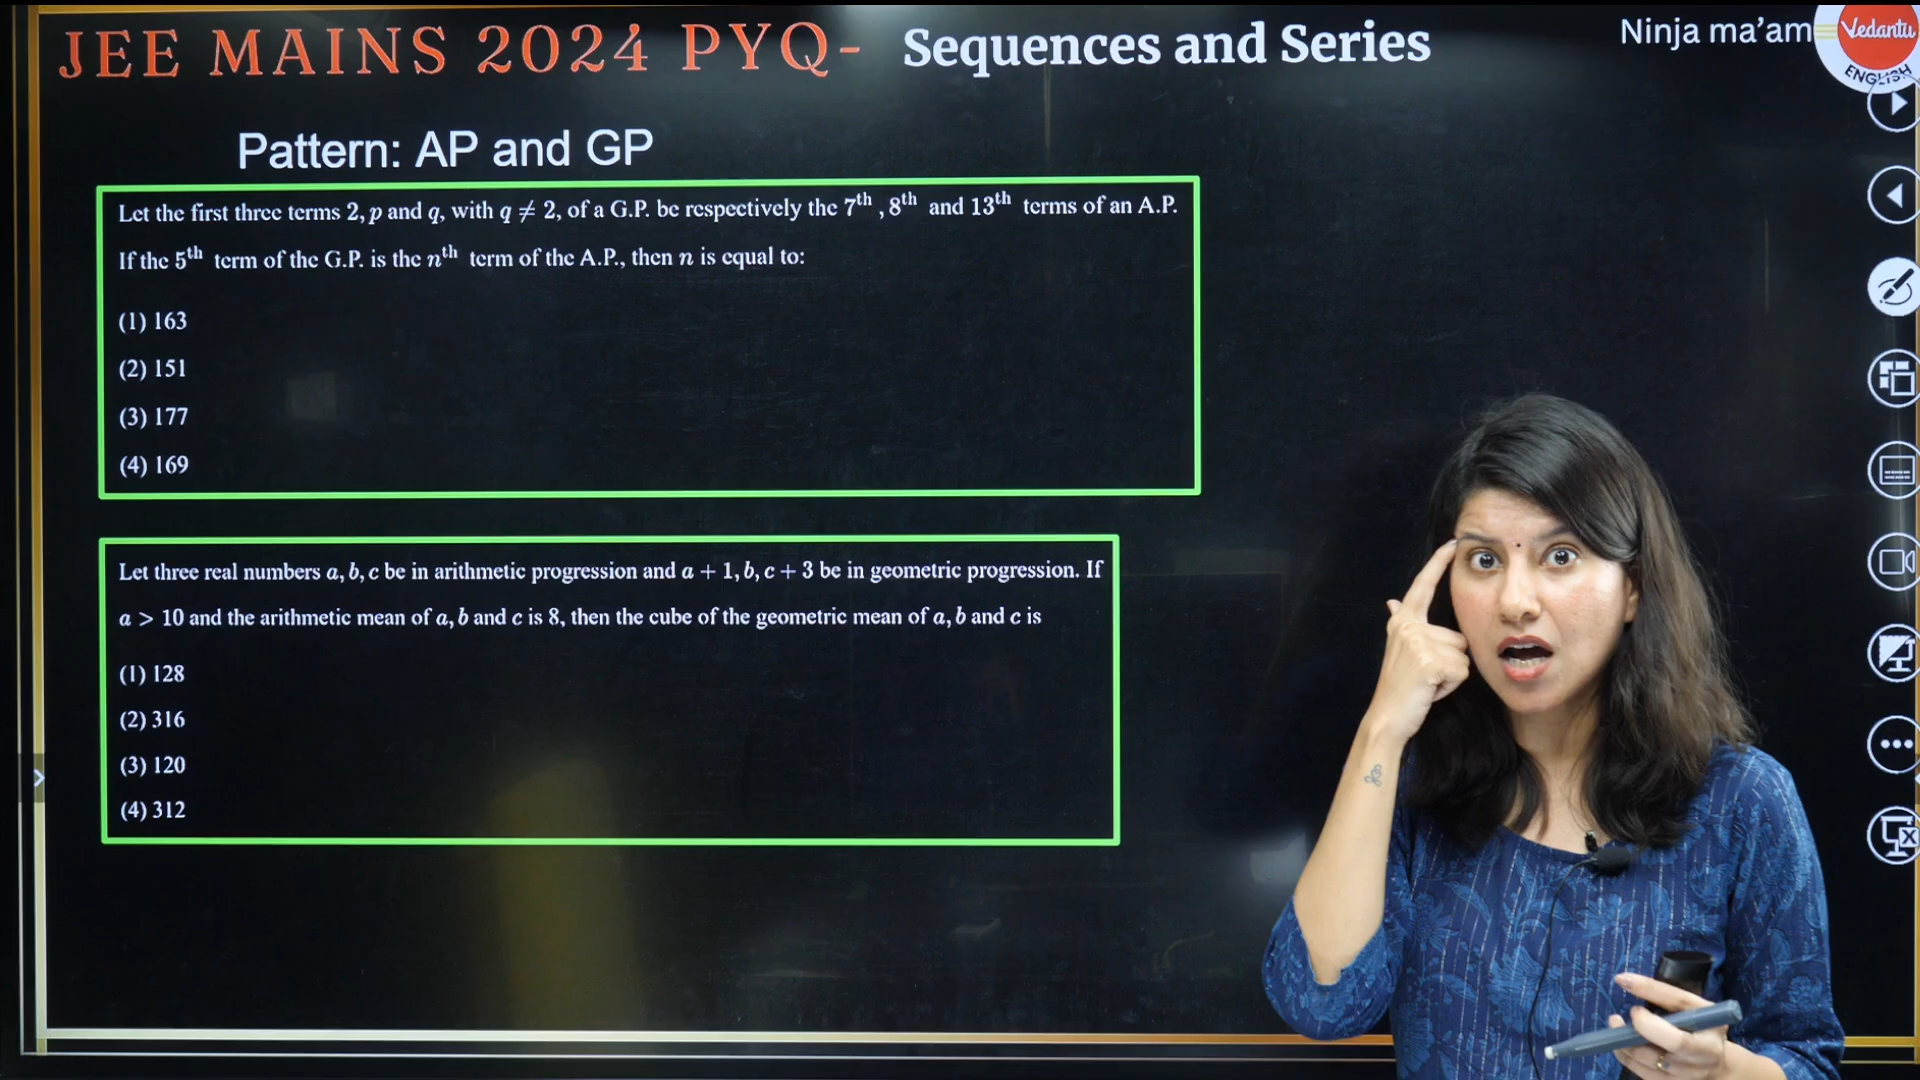 JEE MAINS 2024 PYQ- Sequences and Series
Ninja ma'am
Vedantu
ENGLISH
Pattern: AP and GP
Let the first three terms 2, p and q, with q ≠ 2, of a G.P. be respectively the 7th, 8th and 13th terms of an A.P.
If the 5th term of the G.P. is the nth term of the A.P., then n is equal to:
(1) 163
(2) 151
(3) 177
(4) 169
Let three real numbers a, b, c be in arithmetic progression and a + 1, b, c + 3 be in geometric progression. If
a > 10 and the arithmetic mean of a, b and c is 8, then the cube of the geometric mean of a, b and c is
(1) 128
(2) 316
(3) 120
(4) 312